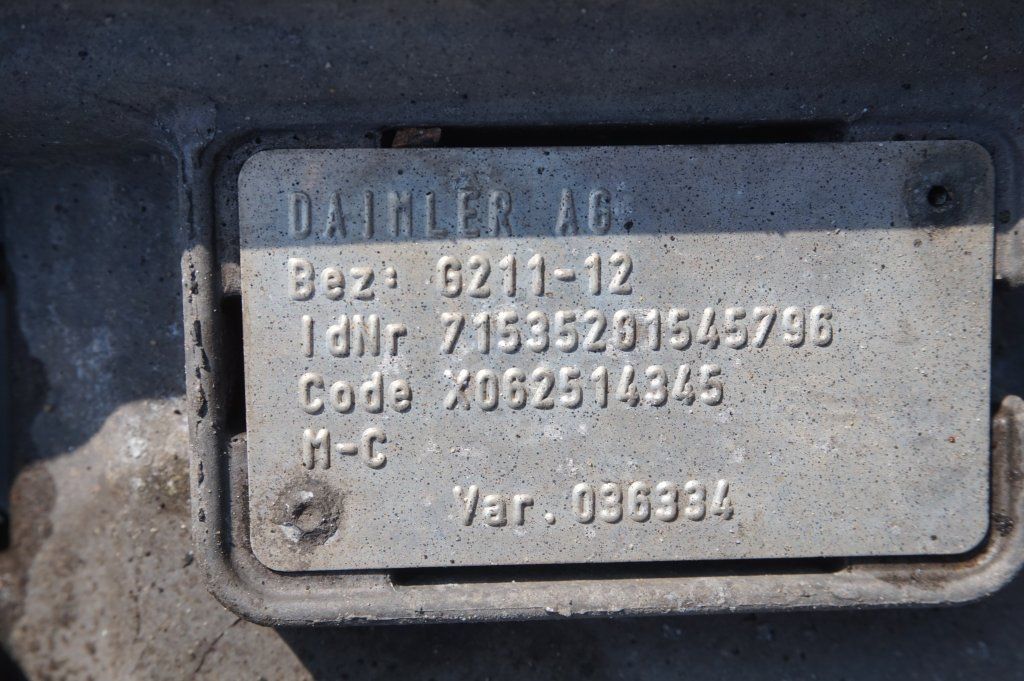 DAIMLER AG
Bez: G211-12
IdNr 71535201545796
Code X062514345
M-C
Var. 036334